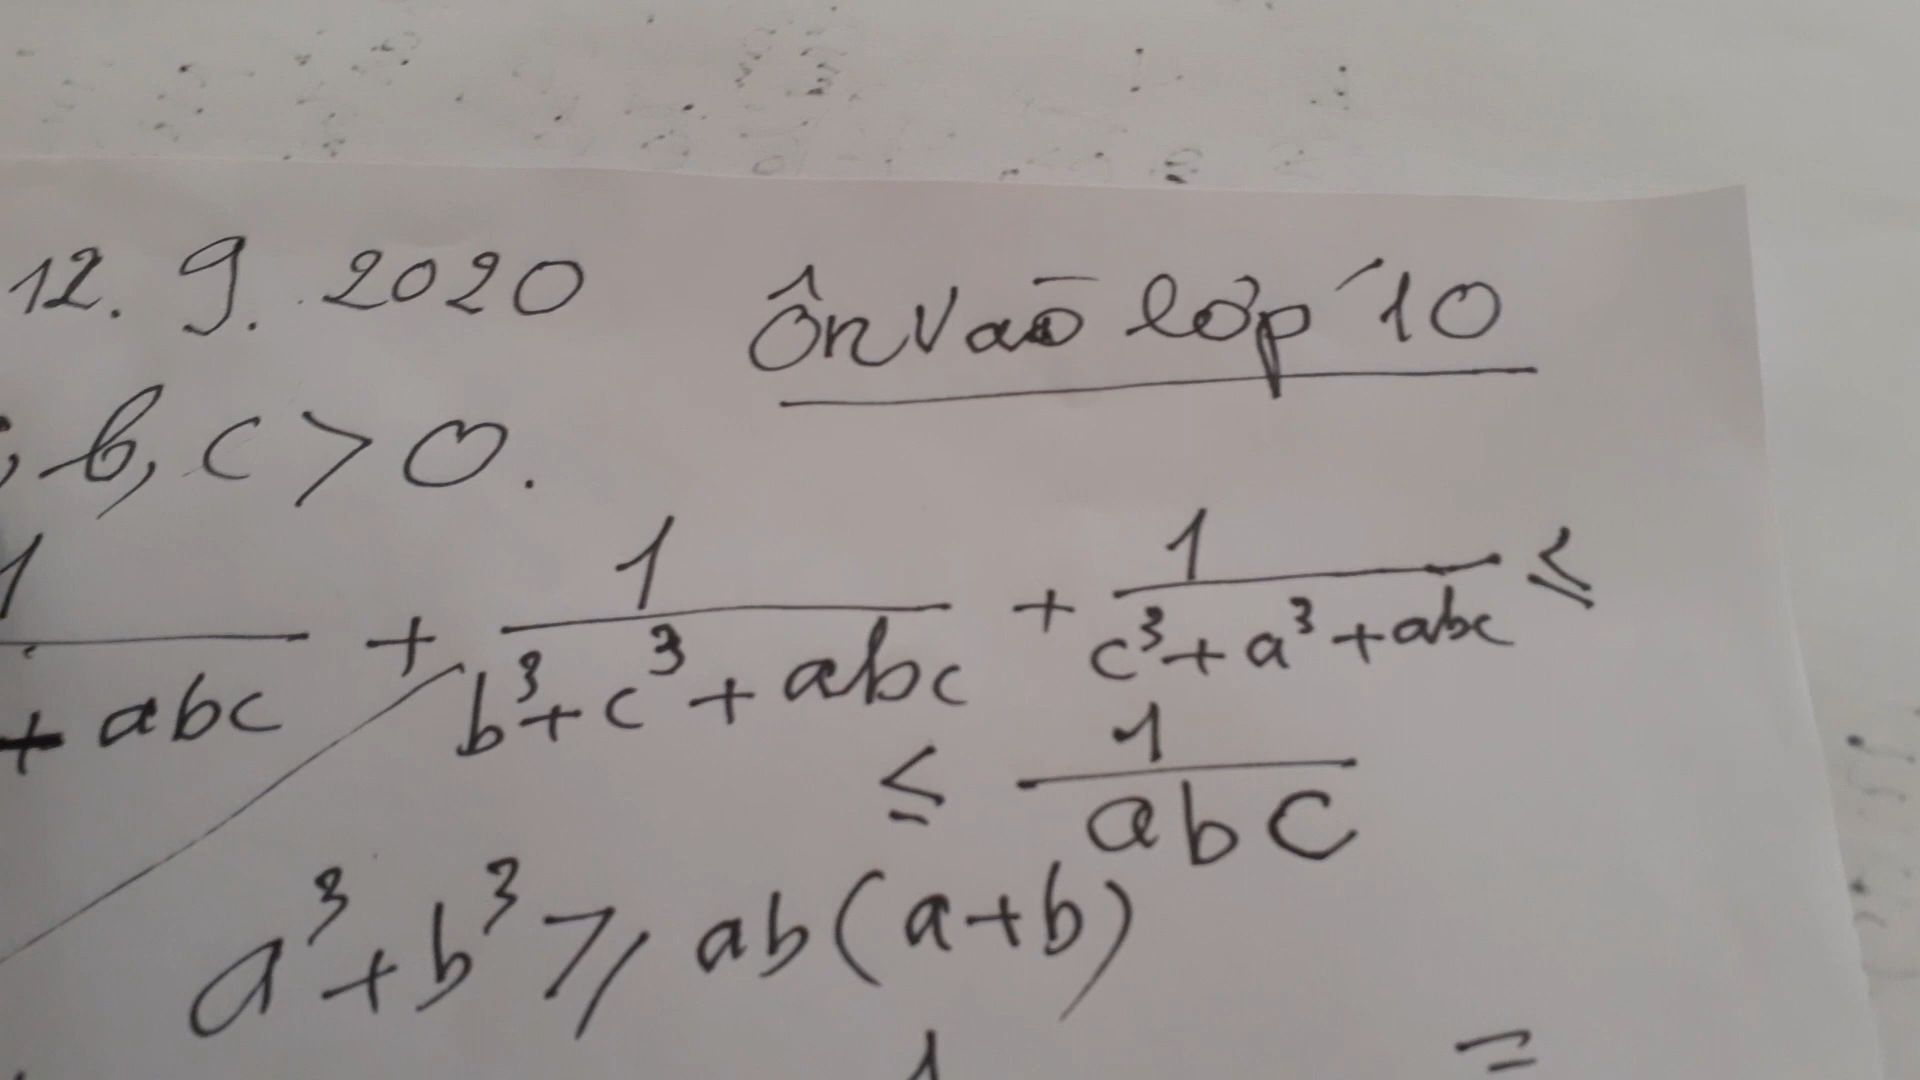 12. 9. 2020 Ôn vào lớp 10
, b, c > 0.
1/(+ abc) + 1/(b³ + c³ + abc) + 1/(c³ + a³ + abc) ≤
≤ 1/(abc)
a³ + b³ ≥ ab(a+b)
1 =